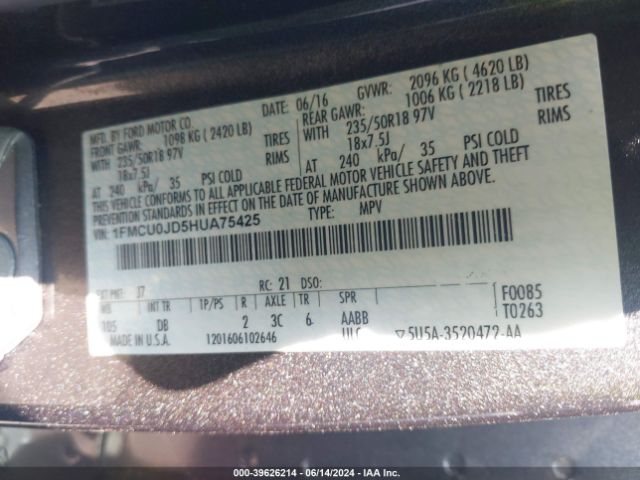 MFD. BY FORD MOTOR CO. DATE: 06/16 GVWR: 2096 KG ( 4620 LB)
FRONT GAWR: 1098 KG ( 2420 LB) REAR GAWR: 1006 KG ( 2218 LB)
WITH 235/50R18 97V TIRES WITH 235/50R18 97V TIRES
18x7.5J RIMS 18x7.5J RIMS
AT 240 kPa/ 35 PSI COLD AT 240 kPa/ 35 PSI COLD
THIS VEHICLE CONFORMS TO ALL APPLICABLE FEDERAL MOTOR VEHICLE SAFETY AND THEFT
PREVENTION STANDARDS IN EFFECT ON THE DATE OF MANUFACTURE SHOWN ABOVE.
VIN: 1FMCU0JD5HUA75425 TYPE: MPV
EXT PNT: J7 RC: 21 DSO:
WB INT TR TP/PS R AXLE TR SPR F0085
105 DB 2 3C 6 AABB T0263
MADE IN U.S.A. 1201606102646 ULC 5U5A-3520472-AA
000-39626214 - 06/14/2024 - IAA Inc.